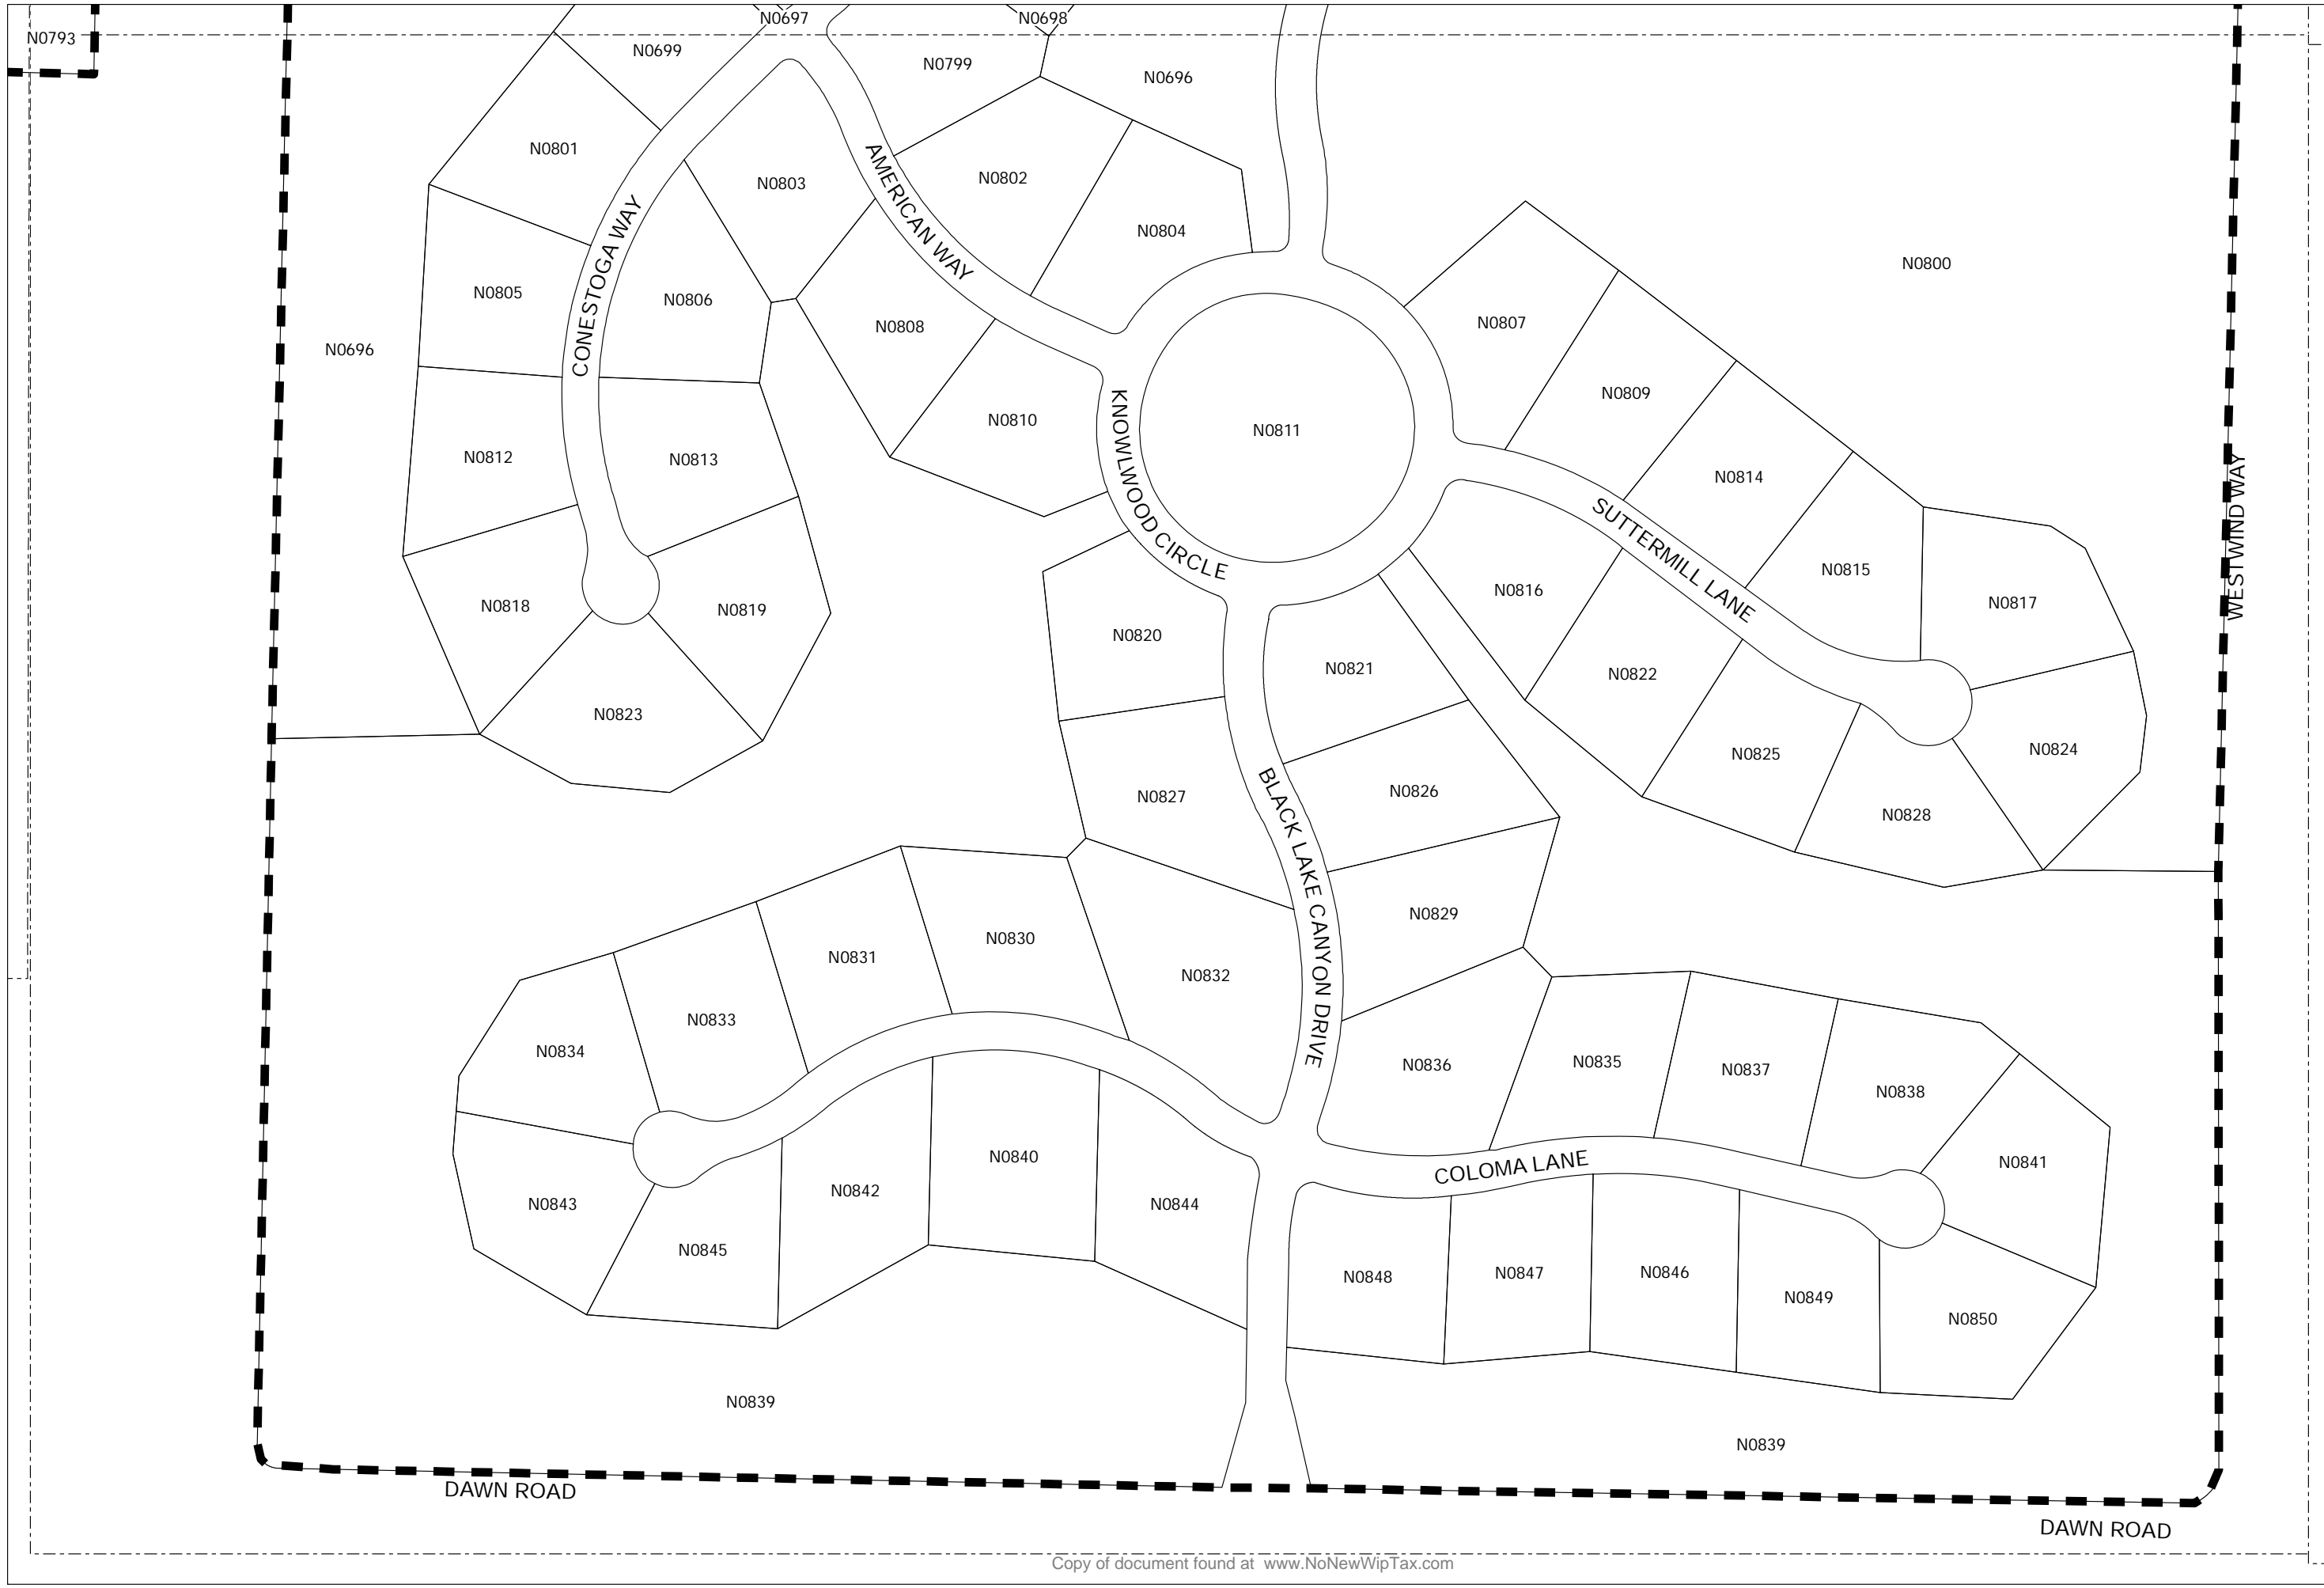 N0697
N0698
N0793
N0699
N0799
N0696
N0801
N0803
N0802
AMERICAN WAY
N0804
CONESTOGA WAY
N0800
N0805
N0806
N0808
N0807
N0696
N0809
N0810
KNOWLWOOD CIRCLE
N0811
N0812
N0813
N0814
SUTTERMILL LANE
WESTWIND WAY
N0815
N0816
N0817
N0818
N0819
N0820
N0821
N0822
N0823
N0824
N0825
N0826
N0827
BLACK LAKE CANYON DRIVE
N0828
N0829
N0830
N0831
N0832
N0833
N0834
N0836
N0835
N0837
N0838
N0840
COLOMA LANE
N0841
N0842
N0843
N0844
N0845
N0848
N0847
N0846
N0849
N0850
N0839
N0839
DAWN ROAD
DAWN ROAD
Copy of document found at www.NoNewWipTax.com